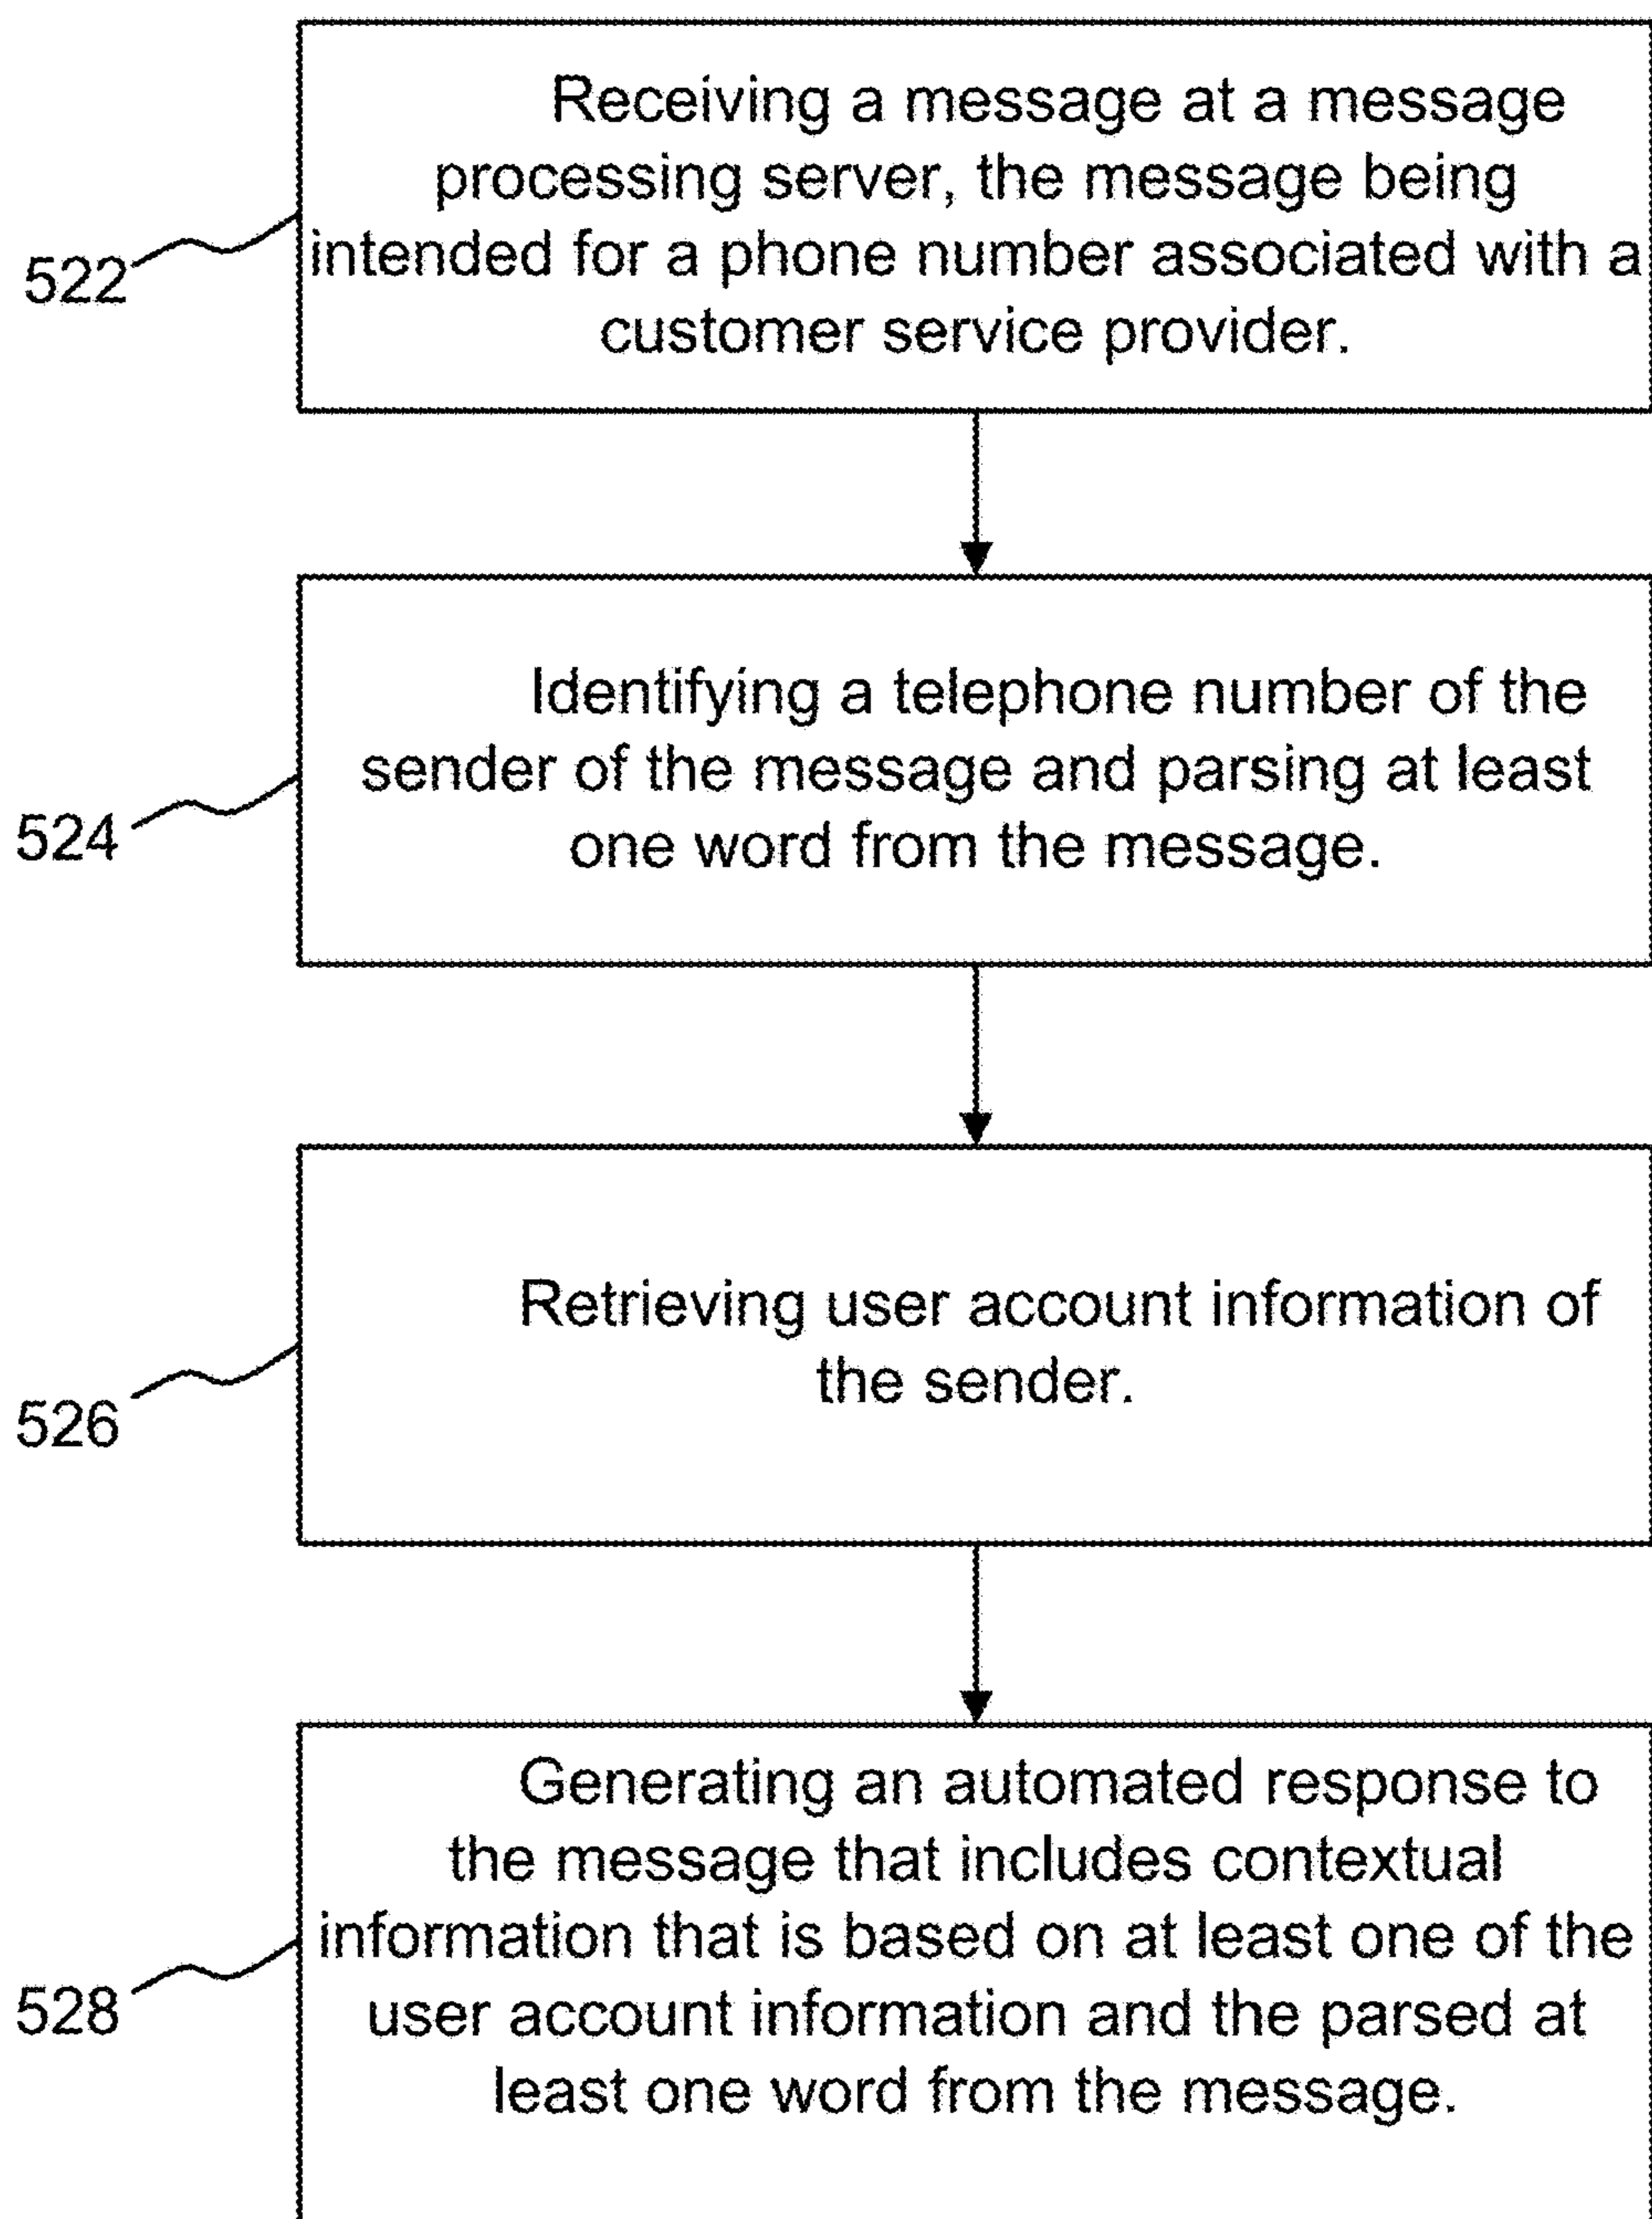 Receiving a message at a message
processing server, the message being
intended for a phone number associated with a
customer service provider.
522
Identifying a telephone number of the
sender of the message and parsing at least
one word from the message.
524
Retrieving user account information of
the sender.
526
Generating an automated response to
the message that includes contextual
information that is based on at least one of the
user account information and the parsed at
least one word from the message.
528